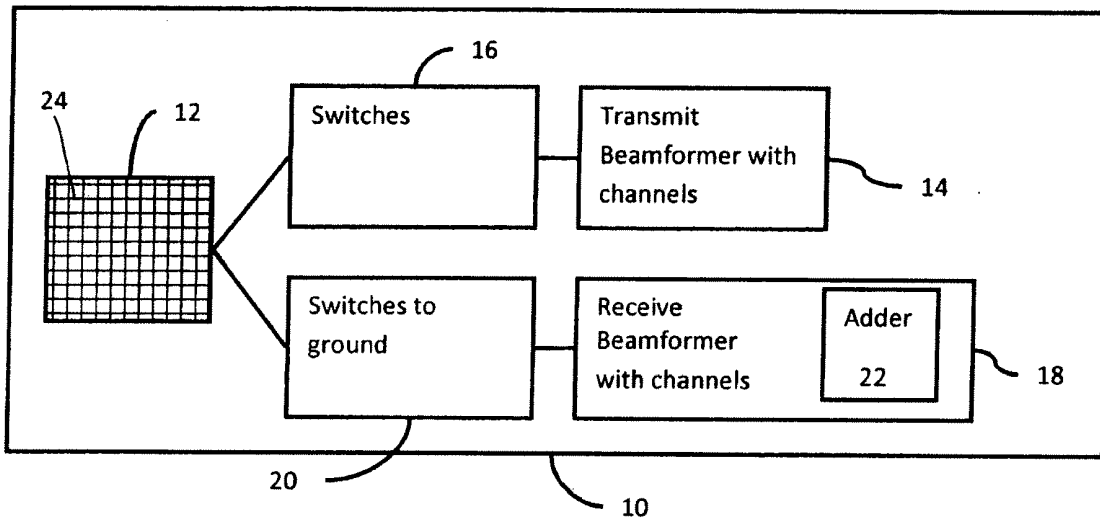 16
24
12
Switches
Transmit
Beamformer with
channels
14
Switches to
ground
Receive
Beamformer
with channels
Adder
22
18
20
10